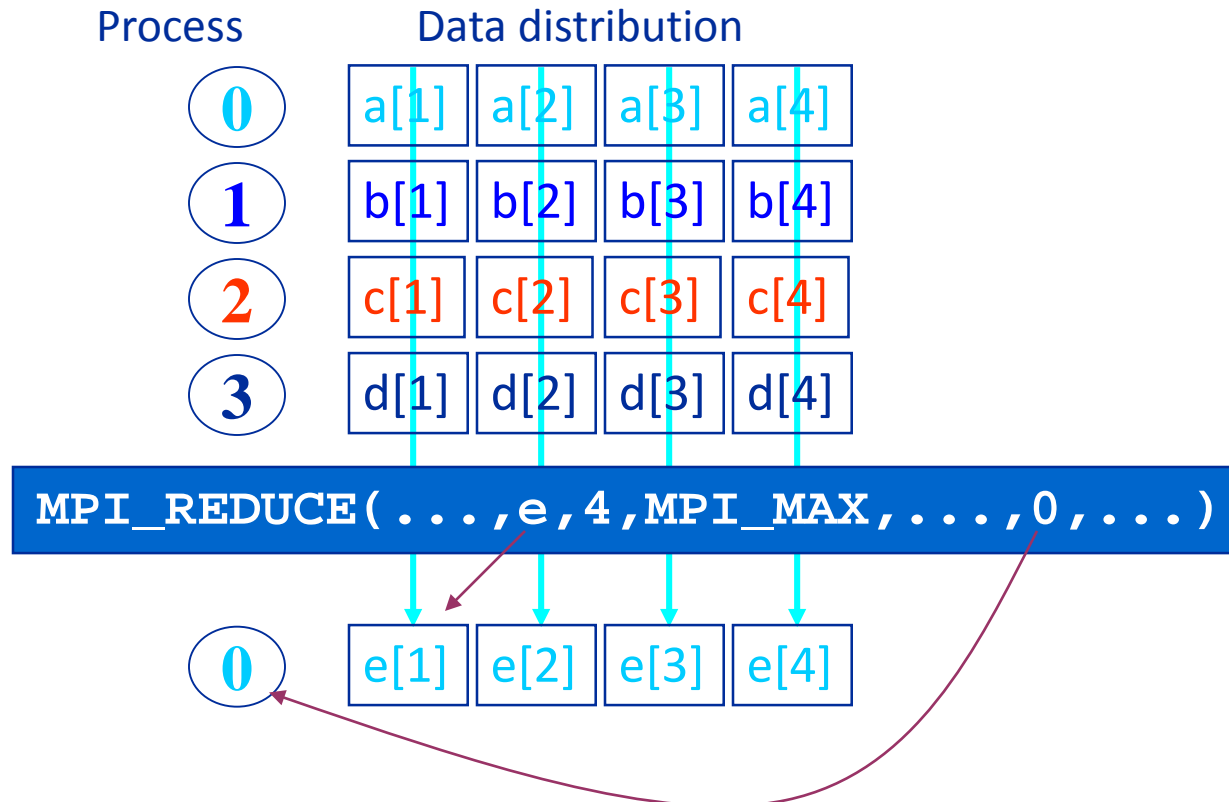 Process Data distribution
0 a[1] a[2] a[3] a[4]
1 b[1] b[2] b[3] b[4]
2 c[1] c[2] c[3] c[4]
3 d[1] d[2] d[3] d[4]
MPI_REDUCE(...,e,4,MPI_MAX,...,0,...)
0 e[1] e[2] e[3] e[4]